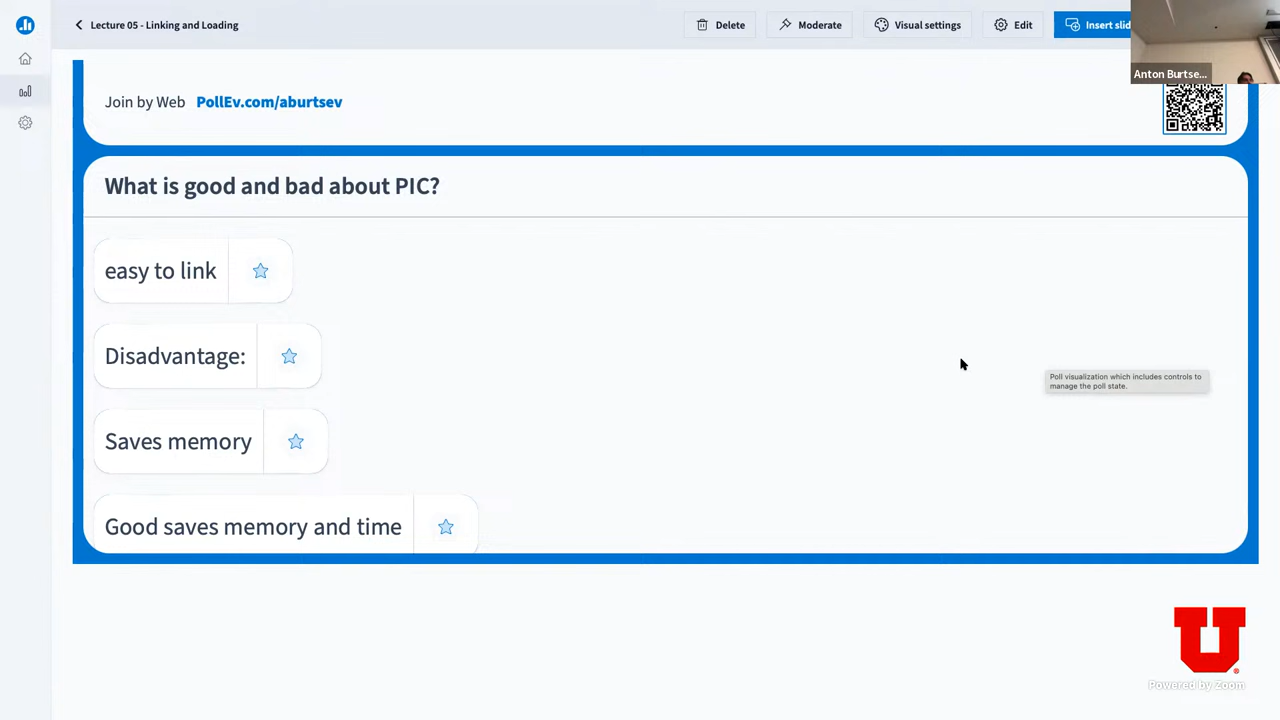 Lecture 05 - Linking and Loading
Delete
Moderate
Visual settings
Edit
Insert slid
Anton Burtse...
Join by Web PollEv.com/aburtsev
What is good and bad about PIC?
easy to link
Disadvantage:
Poll visualization which includes controls to
manage the poll state.
Saves memory
Good saves memory and time
U
Powered by Zoom